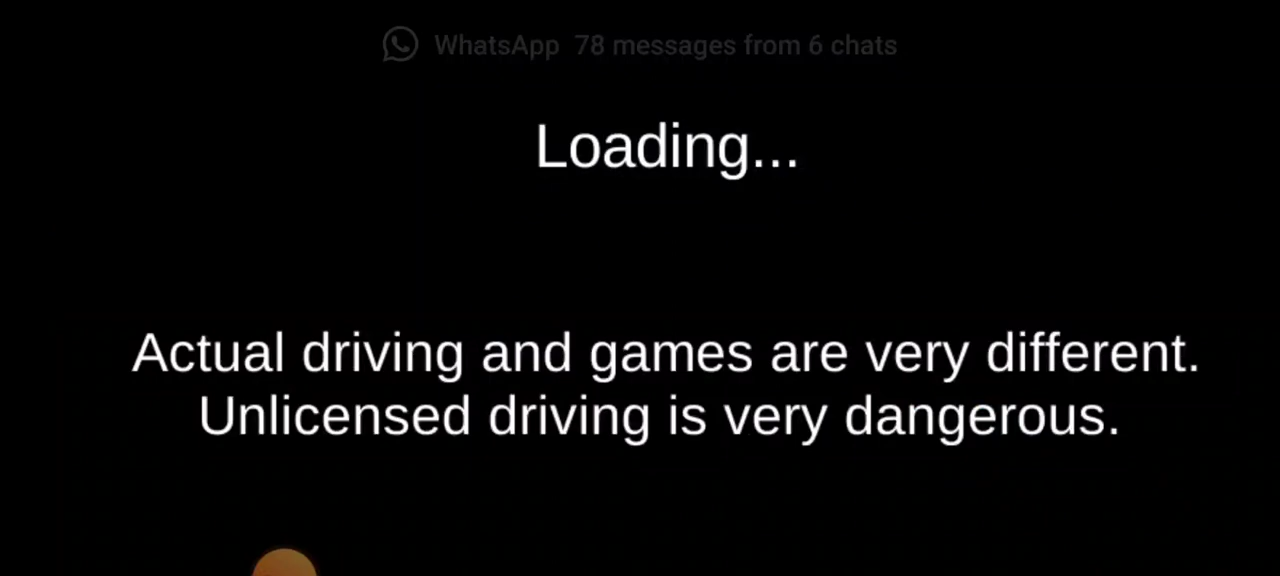 WhatsApp 78 messages from 6 chats
Loading...
Actual driving and games are very different.
Unlicensed driving is very dangerous.